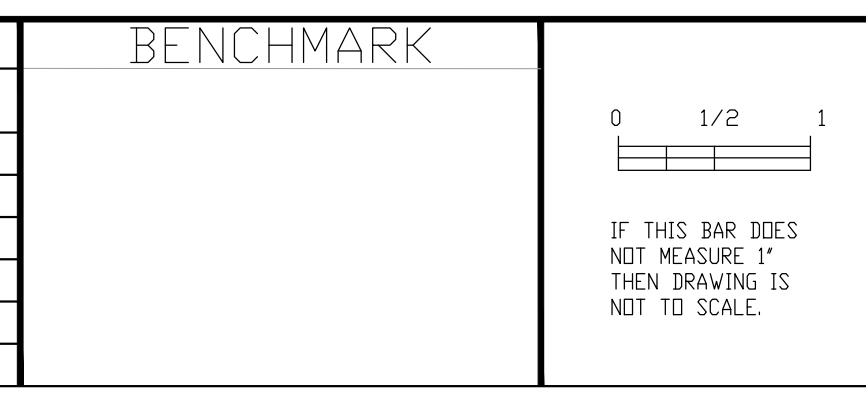 BENCHMARK
0 1/2 1
IF THIS BAR DOES
NOT MEASURE 1"
THEN DRAWING IS
NOT TO SCALE.